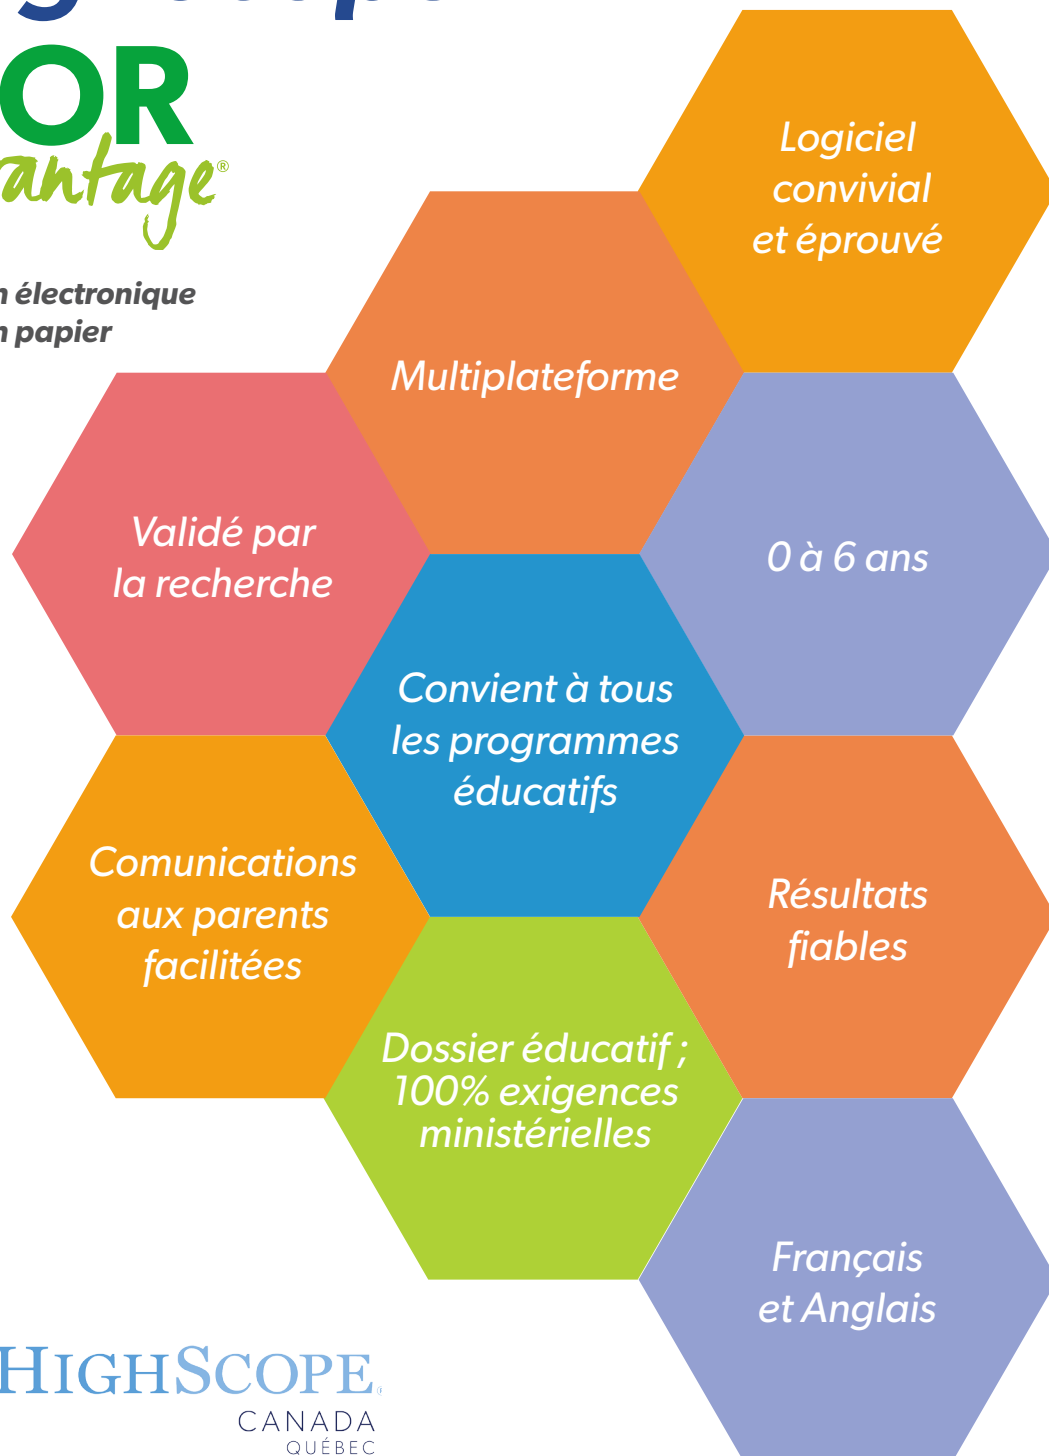 OR
antage®
électronique
papier
Logiciel
convivial
et éprouvé
Multiplateforme
Validé par
la recherche
0 à 6 ans
Convient à tous
les programmes
éducatifs
Comunications
aux parents
facilitées
Résultats
fiables
Dossier éducatif ;
100% exigences
ministérielles
Français
et Anglais
HIGHSCOPE
CANADA
QUÉBEC